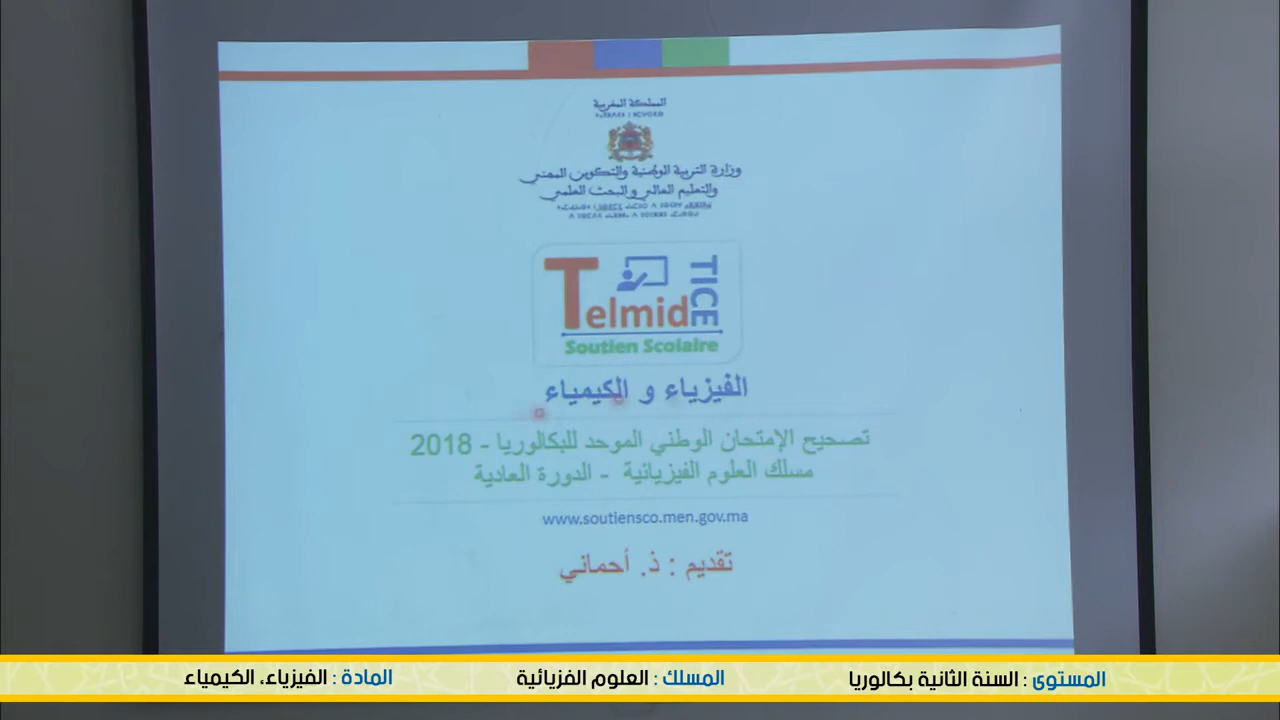 المملكة المغربية
وزارة التربية الوطنية والتكوين المهني
والتعليم العالي والبحث العلمي
Telmid TICE
Soutien Scolaire
الفيزياء و الكيمياء
تصحيح الإمتحان الوطني الموحد للبكالوريا - 2018
مسلك العلوم الفيزيائية - الدورة العادية
www.soutiensco.men.gov.ma
تقديم : ذ. أحماني
المستوى : السنة الثانية بكالوريا
المسلك : العلوم الفزيائية
المادة : الفيزياء، الكيمياء